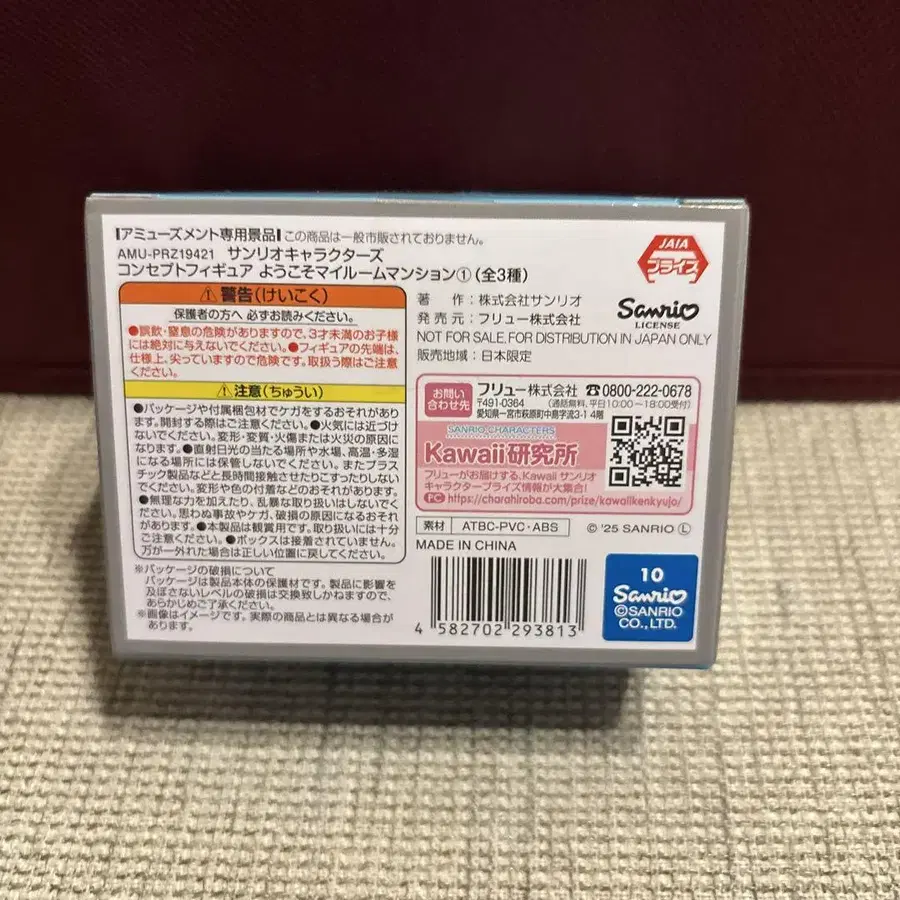 アミューズメント専用景品 この商品は一般市販されておりません。
AMU-PRZ19421 サンリオキャラクターズ
コンセプトフィギュア ようこそマイルームマンション①(全3種)
JAIA
プライズ
⚠警告(けいこく)
保護者の方へ 必ずお読みください。
●誤飲・窒息の危険がありますので、3才未満のお子様
には絶対に与えないでください。●フィギュアの先端は、
仕様上、尖っていますので危険です。取扱う際はご注意
ください。
⚠注意(ちゅうい)
●パッケージや付属梱包材でケガをするおそれがあり
ます。開封する際はご注意ください。●火気には近づけ
ないでください。変形・変質・火傷または火災の原因に
なります。●直射日光の当たる場所や水場、高温・多湿
になる場所には保管しないでください。またプラス
チック製品などと長時間接触させたりこすったりしない
でください。変形や色の付着などのおそれがあります。
●無理な力を加えたり、乱暴な取り扱いはしないでく
ださい。思わぬ事故やケガ、破損の原因になるおそれ
があります。●本製品は観賞用です。取り扱いには十分
ご注意ください。●ボックスは接着されていません。
万が一外れた場合は正しい位置に戻してください。
※パッケージの破損について
パッケージは製品本体の保護材です。製品に影響を
及ぼさないレベルの破損は交換致しかねますので、
あらかじめご了承ください。
※画像はイメージです。実際の商品とは異なる場合が
あります。
著 作:株式会社サンリオ
発売元:フリュー株式会社
Sanrio
LICENSE
NOT FOR SALE. FOR DISTRIBUTION IN JAPAN ONLY
販売地域:日本限定
お問い
合わせ先
フリュー株式会社 ☎0800-222-0678
〒491-0364 (通話無料、平日10:00~18:00受付)
愛知県一宮市萩原町中島字流3-1 4階
SANRIO CHARACTERS
Kawaii研究所
フリューがお届けする、Kawaii サンリオ
キャラクタープライズ情報が大集合!
PC https://charahiroba.com/prize/kawaiikenkyujo/
素材 ATBC-PVC・ABS © '25 SANRIO Ⓛ
MADE IN CHINA
4 582702 293813
10
Sanrio
©SANRIO
CO., LTD.